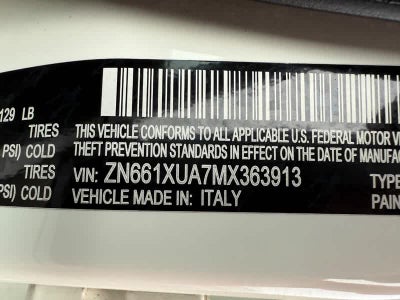 129 LB
TIRES THIS VEHICLE CONFORMS TO ALL APPLICABLE U.S. FEDERAL MOTOR
PSI) COLD THEFT PREVENTION STANDARDS IN EFFECT ON THE DATE OF MANUFAC
TIRES VIN: ZN661XUA7MX363913 TYPE
PSI) COLD VEHICLE MADE IN: ITALY PAIN